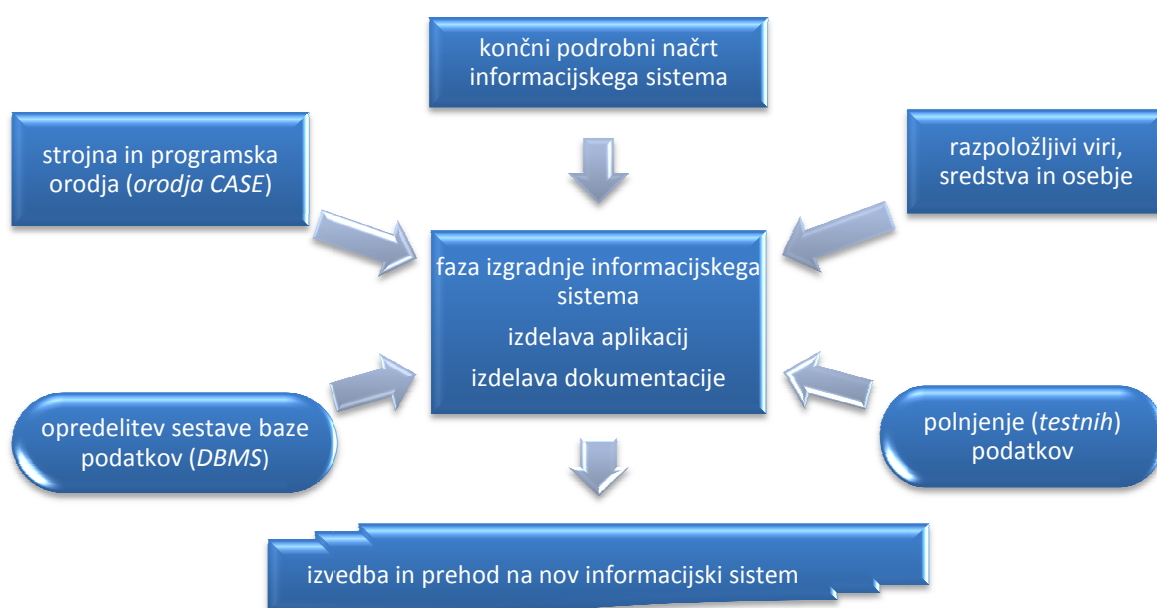 končni podrobni načrt
informacijskega sistema
strojna in programska
orodja (orodja CASE)
razpoložljivi viri,
sredstva in osebje
faza izgradnje informacijskega
sistema
izdelava aplikacij
izdelava dokumentacije
opredelitev sestave baze
podatkov (DBMS)
polnjenje (testnih)
podatkov
izvedba in prehod na nov informacijski sistem